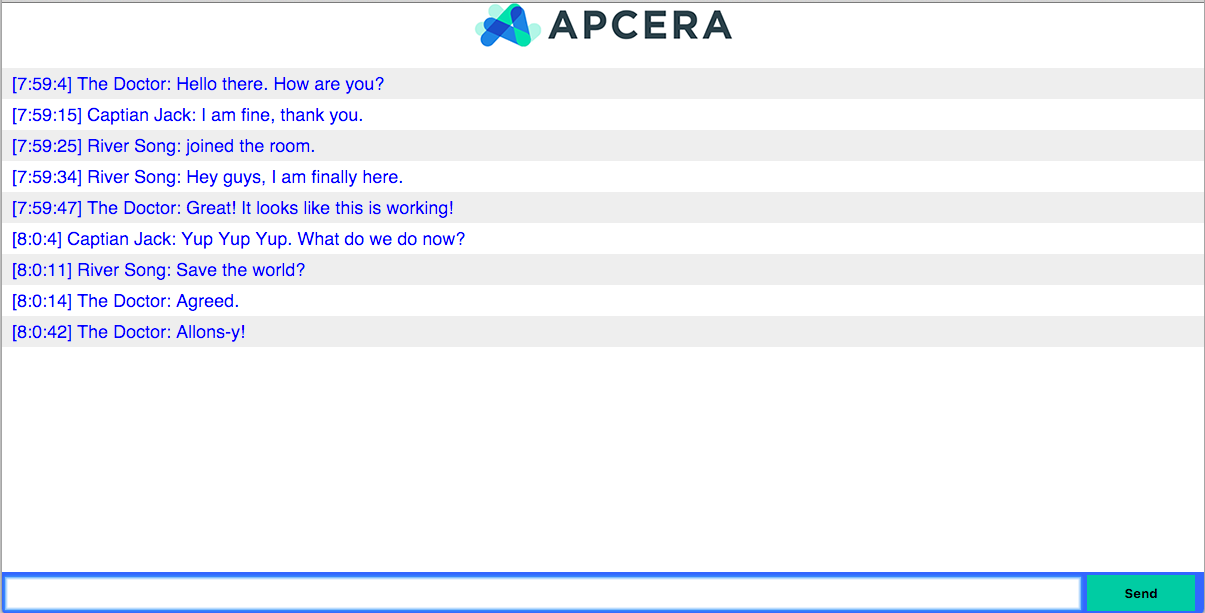 APCERA
[7:59:4] The Doctor: Hello there. How are you?
[7:59:15] Captian Jack: I am fine, thank you.
[7:59:25] River Song: joined the room.
[7:59:34] River Song: Hey guys, I am finally here.
[7:59:47] The Doctor: Great! It looks like this is working!
[8:0:4] Captian Jack: Yup Yup Yup. What do we do now?
[8:0:11] River Song: Save the world?
[8:0:14] The Doctor: Agreed.
[8:0:42] The Doctor: Allons-y!
Send